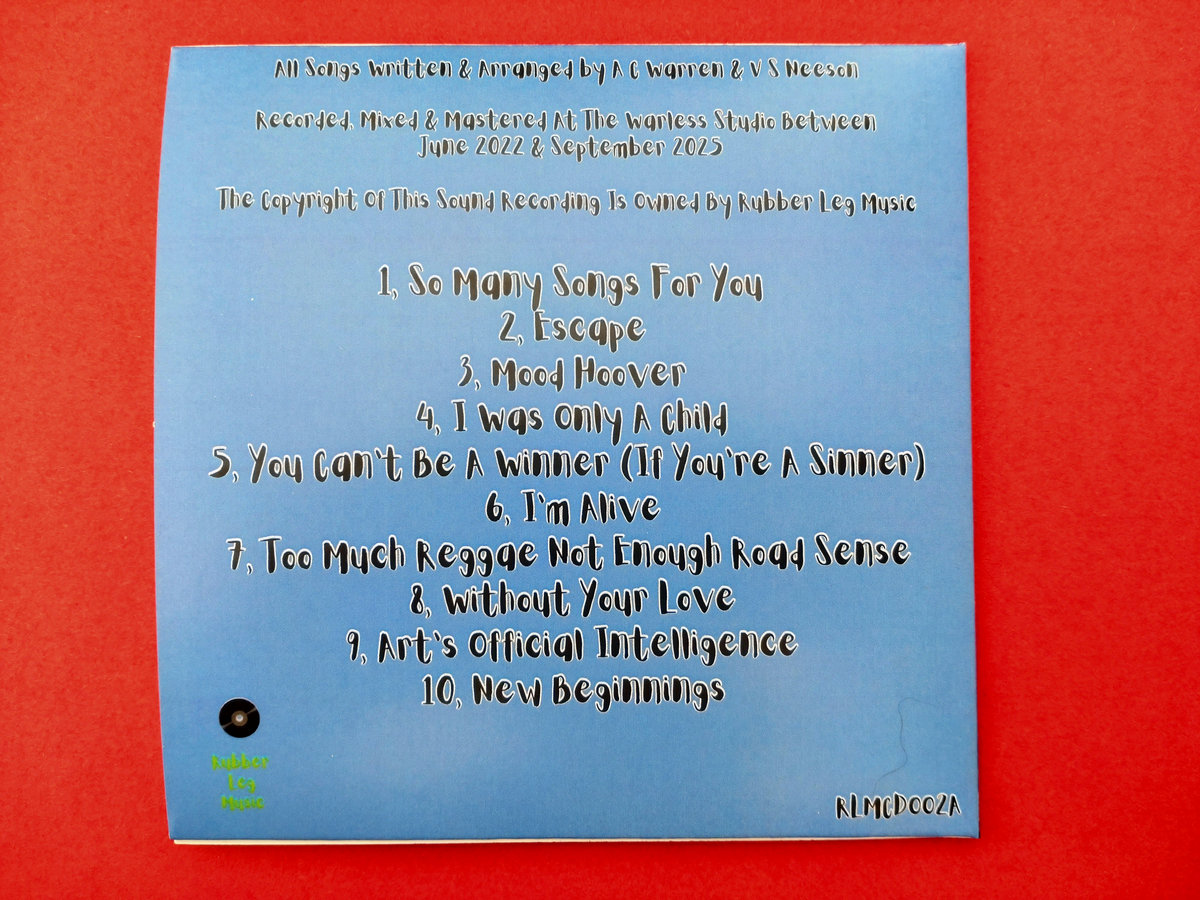 All Songs Written & Arranged by A C Warren & V S Neeson
Recorded, Mixed & Mastered At The Warless Studio Between
June 2022 & September 2025
The Copyright Of This Sound Recording Is Owned By Rubber Leg Music
1, So Many Songs For You
2, Escape
3, Mood Hoover
4, I Was Only A Child
5, You Can't Be A Winner (If You're A Sinner)
6, I'm Alive
7, Too Much Reggae Not Enough Road Sense
8, Without Your Love
9, Art's Official Intelligence
10, New Beginnings
Rubber
Leg
Music
RLMCD002A